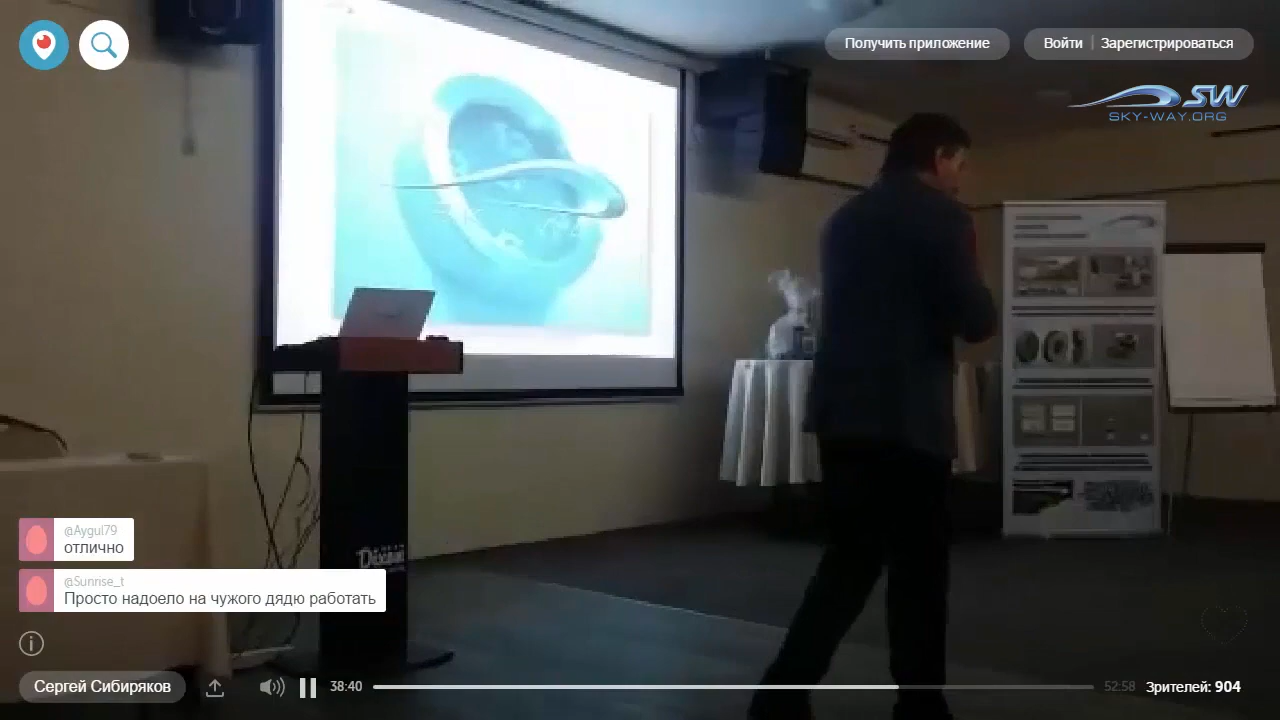 Получить приложение
Войти | Зарегистрироваться
SW
SKY-WAY.ORG
@Aygul79
отлично
@Sunrise_t
Просто надоело на чужого дядю работать
Сергей Сибиряков
38:40
52:58
Зрителей: 904